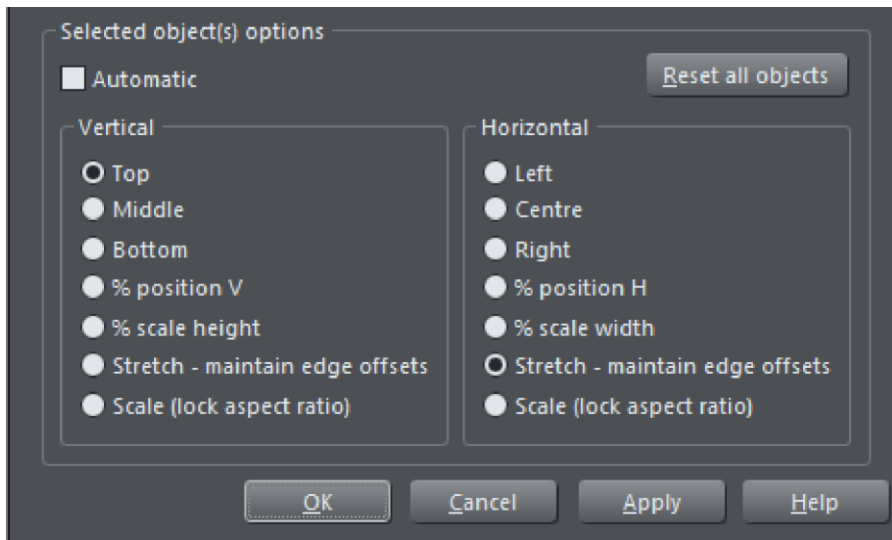 Selected object(s) options
Automatic
Reset all objects
Vertical
Top
Middle
Bottom
% position V
% scale height
Stretch - maintain edge offsets
Scale (lock aspect ratio)
Horizontal
Left
Centre
Right
% position H
% scale width
Stretch - maintain edge offsets
Scale (lock aspect ratio)
OK
Cancel
Apply
Help